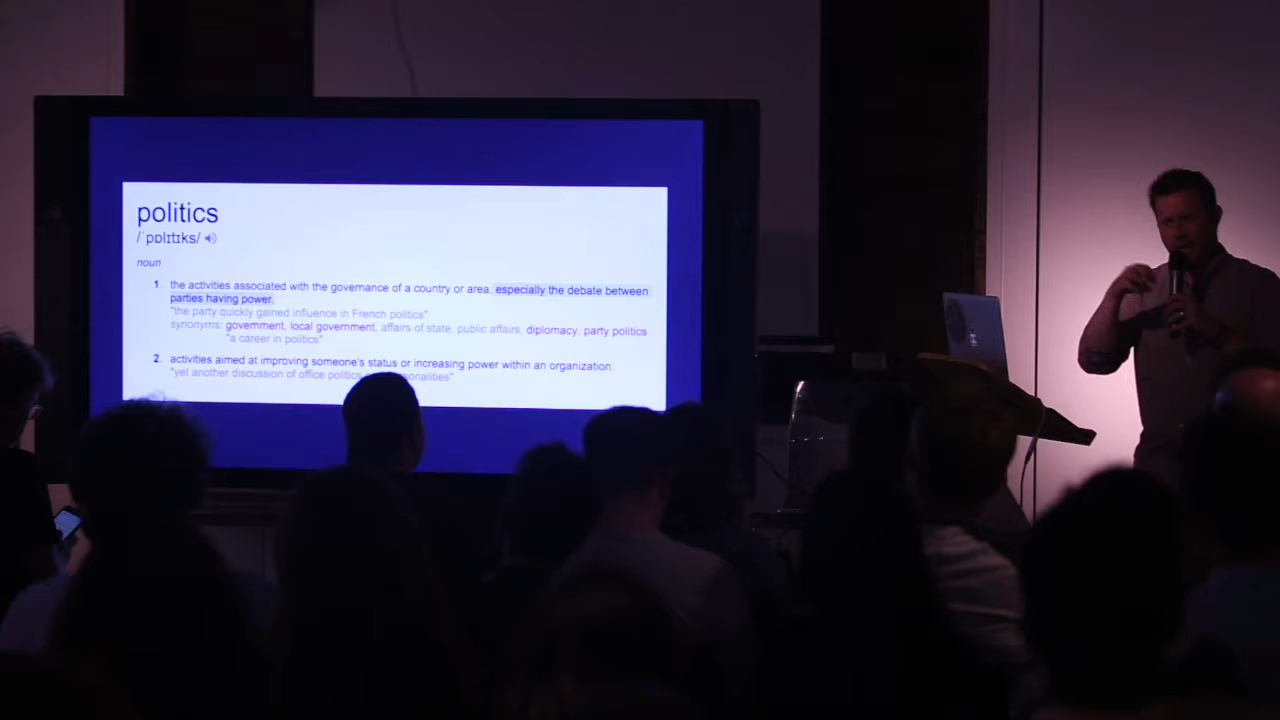 politics
/ˈpɒlɪtɪks/
noun
1. the activities associated with the governance of a country or area, especially the debate between
parties having power.
"the party quickly gained influence in French politics"
synonyms: government, local government, affairs of state, public affairs, diplomacy, party politics
"a career in politics"
2. activities aimed at improving someone's status or increasing power within an organization.
"yet another discussion of office politics